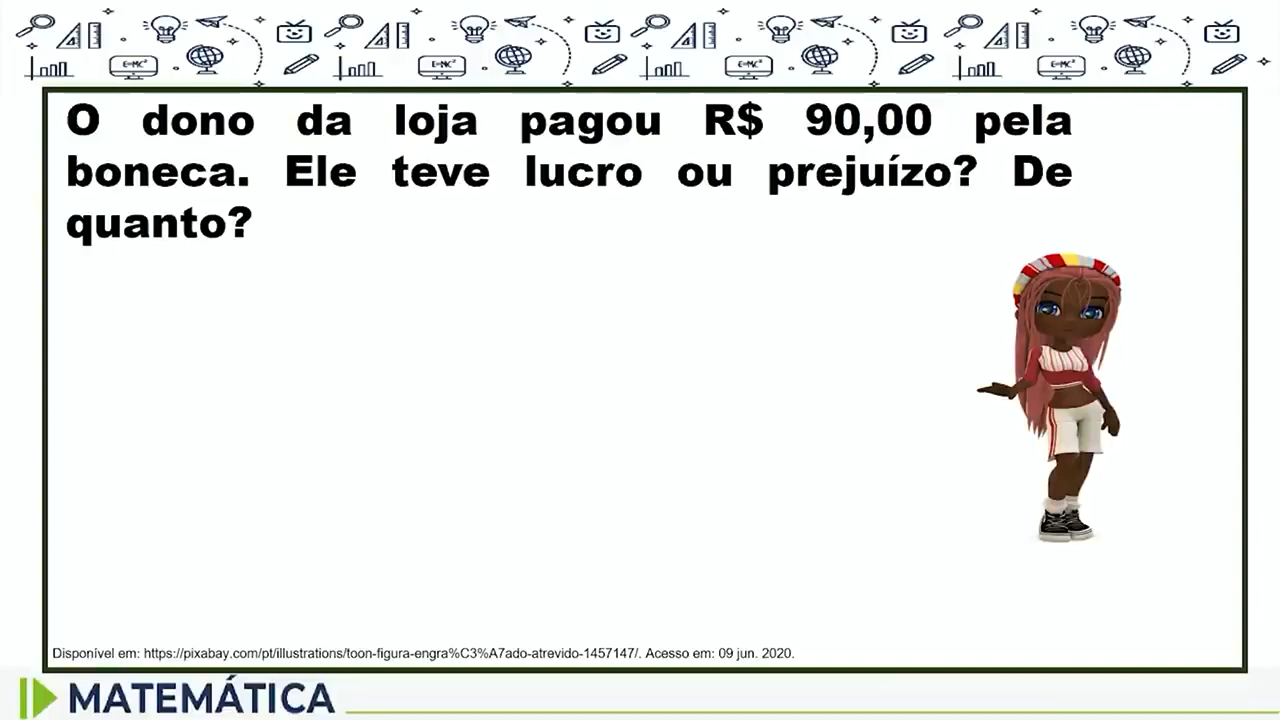 O dono da loja pagou R$ 90,00 pela
boneca. Ele teve lucro ou prejuízo? De
quanto?
Disponível em: https://pixabay.com/pt/illustrations/toon-figura-engra%C3%A7ado-atrevido-1457147/. Acesso em: 09 jun. 2020.
MATEMÁTICA